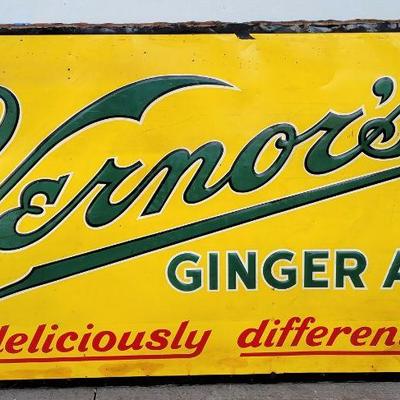 Vernor's
GINGER A
deliciously differen